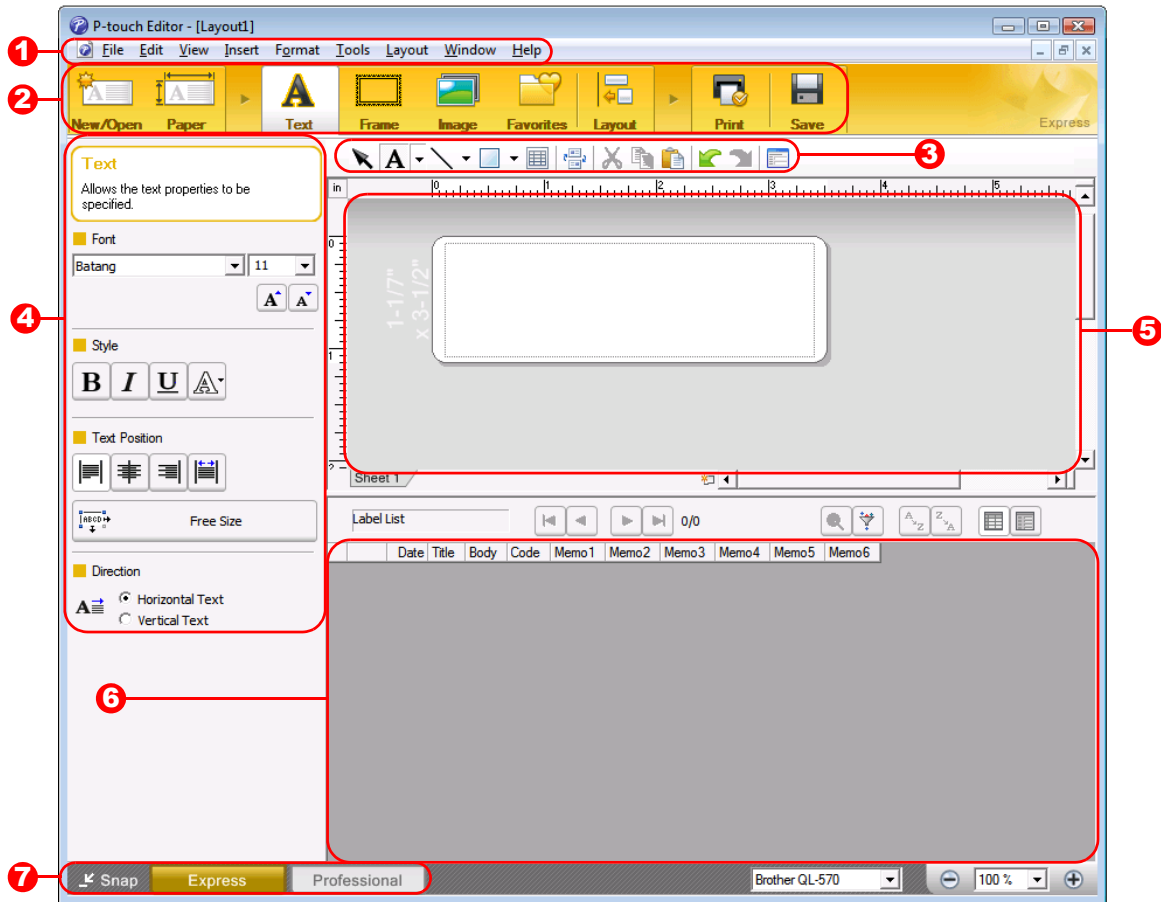 P-touch Editor - [Layout1]
1
File Edit View Insert Format Tools Layout Window Help
2
A A A
New/Open Paper Text Frame Image Favorites Layout Print Save Express
Text
Allows the text properties to be
specified.
A
3
in 0 1 2 3 4 5
Font
Batang 11
A A
4
Style
B I U A
0
1
2
1-1/7"
x 3-1/2"
5
Text Position
ABCD Free Size
Sheet 1
Label List 0/0 A Z Z A
Direction
A Horizontal Text
Vertical Text
Date Title Body Code Memo1 Memo2 Memo3 Memo4 Memo5 Memo6
6
7
Snap Express Professional Brother QL-570 100 %